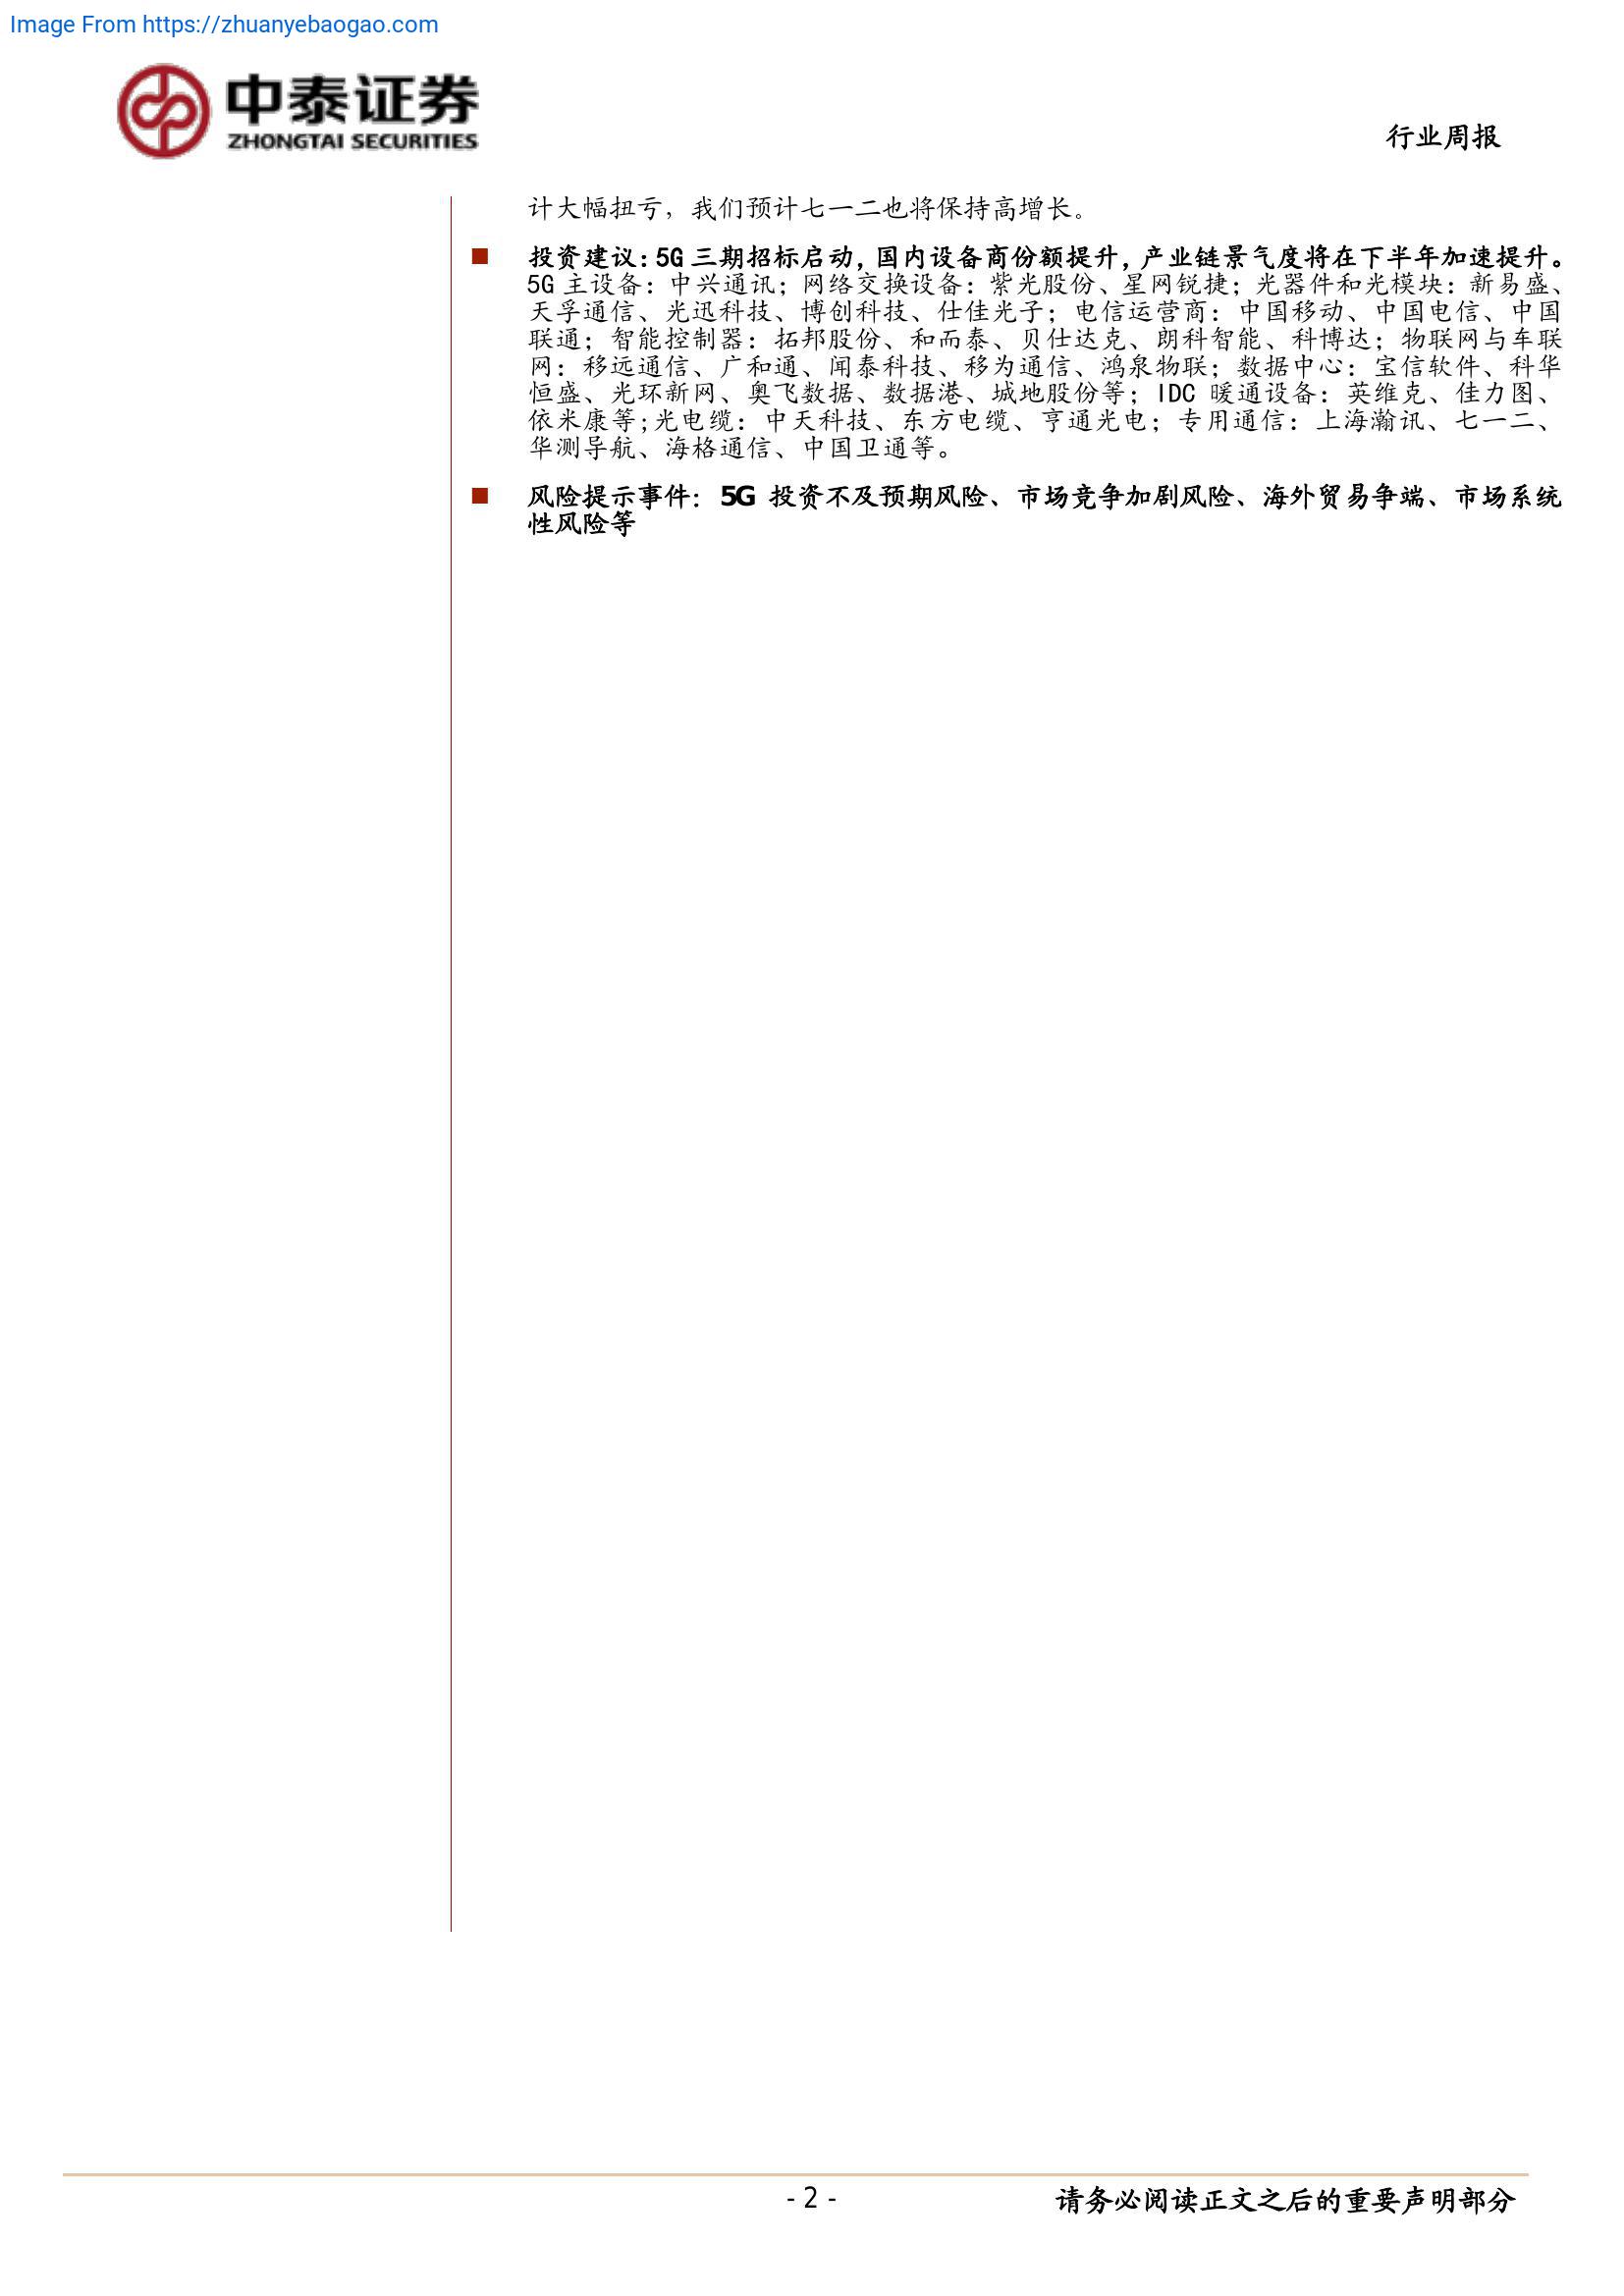 Image From https://zhuanyebaogao.com
中泰证券
ZHONGTAI SECURITIES
行业周报
计大幅扭亏，我们预计七一二也将保持高增长。
■ 投资建议：5G 三期招标启动，国内设备商份额提升，产业链景气度将在下半年加速提升。
5G 主设备：中兴通讯；网络交换设备：紫光股份、星网锐捷；光器件和光模块：新易盛、
天孚通信、光迅科技、博创科技、仕佳光子；电信运营商：中国移动、中国电信、中国
联通；智能控制器：拓邦股份、和而泰、贝仕达克、朗科智能、科博达；物联网与车联
网：移远通信、广和通、闻泰科技、移为通信、鸿泉物联；数据中心：宝信软件、科华
恒盛、光环新网、奥飞数据、数据港、城地股份等；IDC 暖通设备：英维克、佳力图、
依米康等;光电缆：中天科技、东方电缆、亨通光电；专用通信：上海瀚讯、七一二、
华测导航、海格通信、中国卫通等。
■ 风险提示事件：5G 投资不及预期风险、市场竞争加剧风险、海外贸易争端、市场系统
性风险等
- 2 -
请务必阅读正文之后的重要声明部分